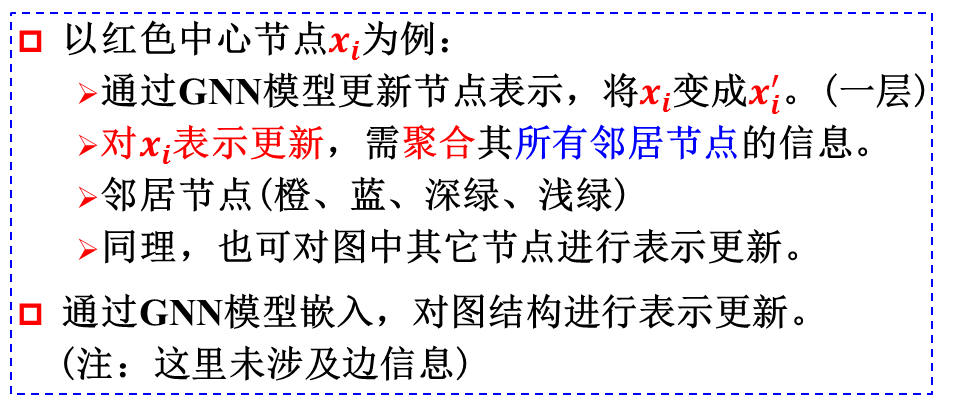 以红色中心节点xᵢ为例：
➢通过GNN模型更新节点表示，将xᵢ变成xᵢ′。(一层)
➢对xᵢ表示更新，需聚合其所有邻居节点的信息。
➢邻居节点(橙、蓝、深绿、浅绿)
➢同理，也可对图中其它节点进行表示更新。
通过GNN模型嵌入，对图结构进行表示更新。
(注：这里未涉及边信息)